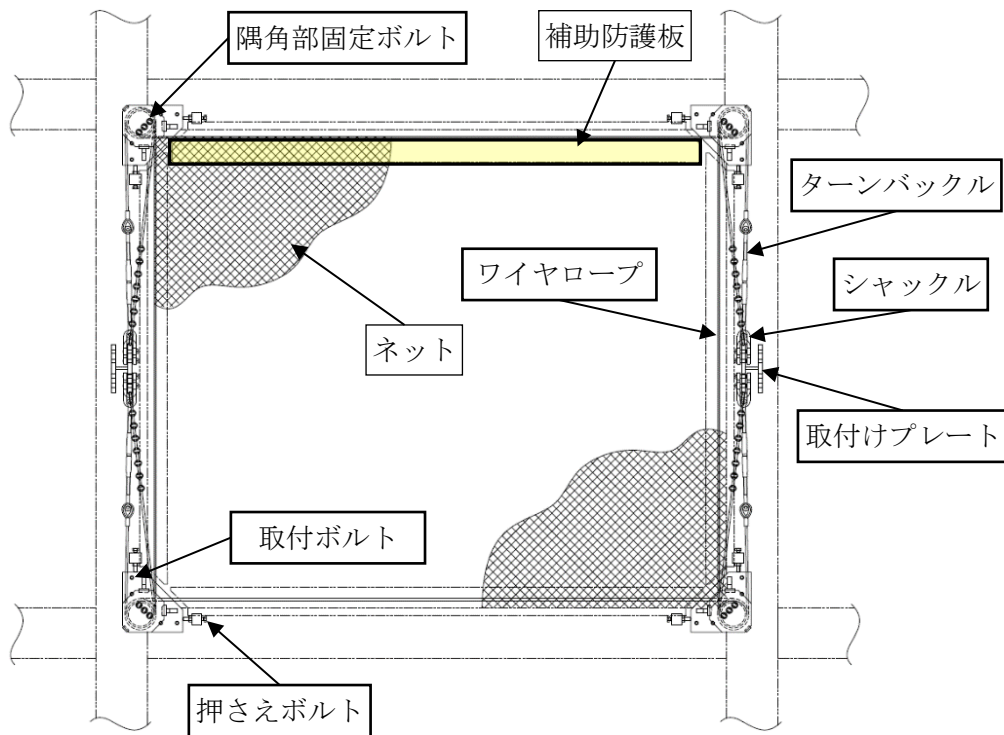 隅角部固定ボルト
補助防護板
ターンバックル
ワイヤロープ
シャックル
ネット
取付けプレート
取付ボルト
押さえボルト